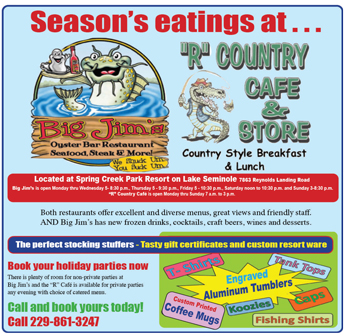 Season's eatings at . . .
Big Jim's
Oyster Bar Restaurant
Seafood, Steak & More!
We Shuck Um
You Duck Um
"R" COUNTRY
CAFE
&
STORE
Country Style Breakfast
& Lunch
Located at Spring Creek Park Resort on Lake Seminole 7663 Reynolds Landing Road
Big Jim's is open Monday thru Wednesday 5- 9:30 p.m., Thursday 5 - 9:30 p.m., Friday 5 - 10:30 p.m., Saturday noon to 10:30 p.m. and Sunday 3-8:30 p.m.
"R" Country Cafe is open Monday thru Sunday 7 a.m. to 3 p.m.
Both restaurants offer excellent and diverse menus, great views and friendly staff.
AND Big Jim's has new frozen drinks, cocktails, craft beers, wines and desserts.
The perfect stocking stuffers - Tasty gift certificates and custom resort ware
Book your holiday parties now
There is plenty of room for non-private parties at
Big Jim's and the "R" Café is available for private parties
any evening with choice of catered menu.
Call and book yours today!
Call 229-861-3247
T- Shirts
Tank Tops
Engraved
Aluminum Tumblers
Custom Printed
Coffee Mugs
Koozies
Caps
Fishing Shirts